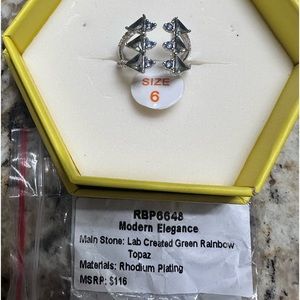 SIZE
6
RBP6648
Modern Elegance
Main Stone: Lab Created Green Rainbow
Topaz
Materials: Rhodium Plating
MSRP: $116